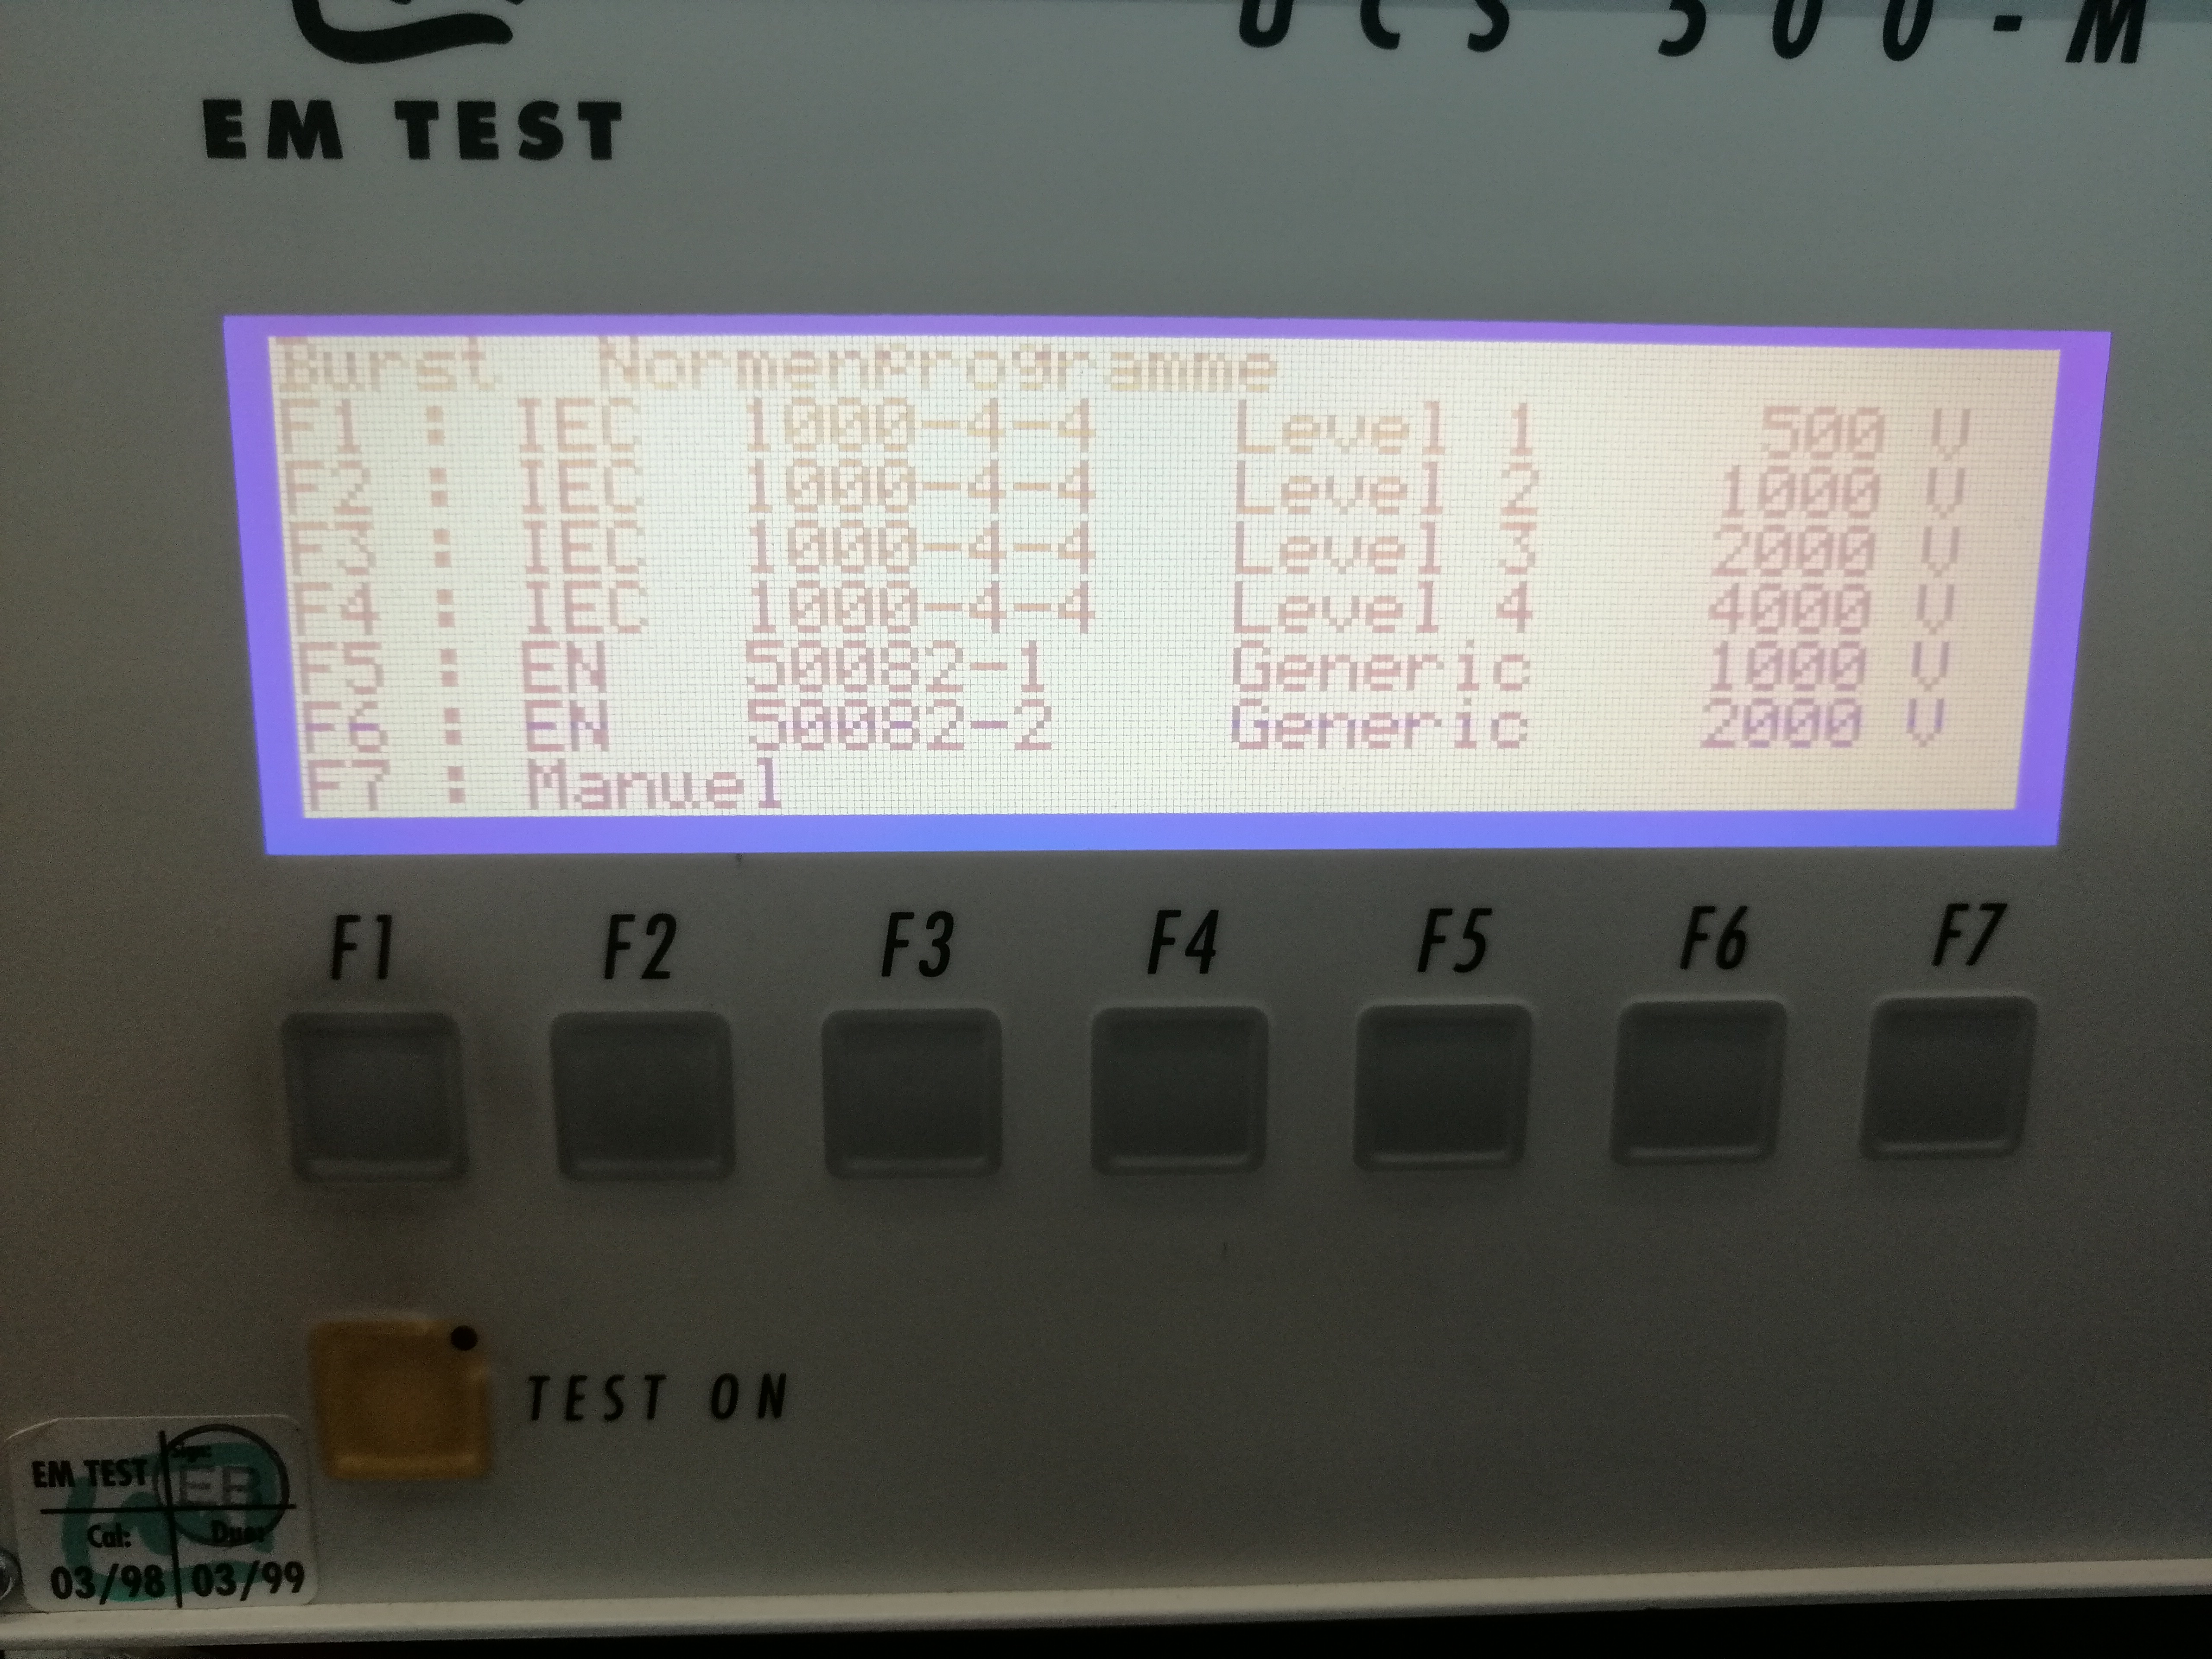 UCS 500-M
EM TEST
Burst NormenProgramme
F1 : IEC 1000-4-4 Level 1 500 V
F2 : IEC 1000-4-4 Level 2 1000 V
F3 : IEC 1000-4-4 Level 3 2000 V
F4 : IEC 1000-4-4 Level 4 4000 V
F5 : EN 50082-1 Generic 1000 V
F6 : EN 50082-2 Generic 2000 V
F7 : Manuel
F1 F2 F3 F4 F5 F6 F7
TEST ON
EM TEST Sign: EB
Cal: Due:
03/98 03/99